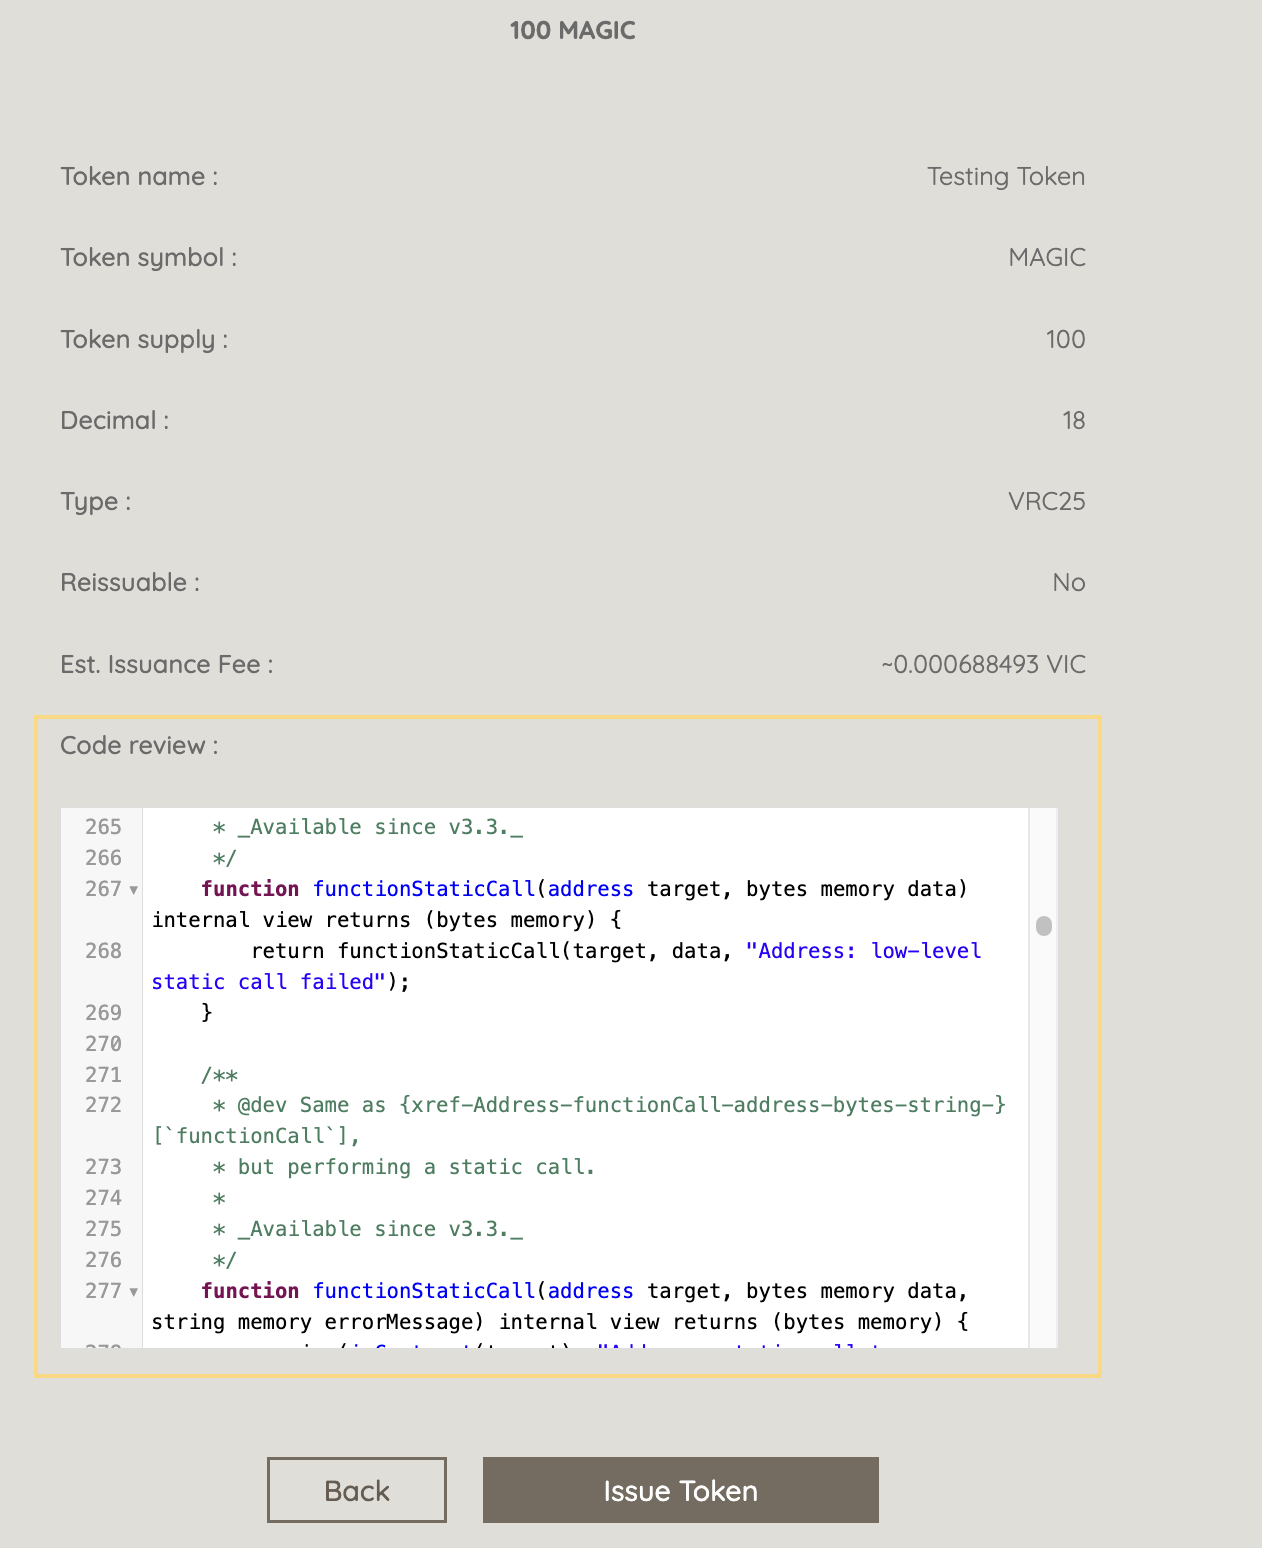 100 MAGIC
Token name : Testing Token
Token symbol : MAGIC
Token supply : 100
Decimal : 18
Type : VRC25
Reissuable : No
Est. Issuance Fee : ~0.000688493 VIC
Code review :
265 * _Available since v3.3._
266 */
267 function functionStaticCall(address target, bytes memory data)
internal view returns (bytes memory) {
268 return functionStaticCall(target, data, "Address: low-level
static call failed");
269 }
270
271 /**
272 * @dev Same as {xref-Address-functionCall-address-bytes-string-}
[`functionCall`],
273 * but performing a static call.
274 *
275 * _Available since v3.3._
276 */
277 function functionStaticCall(address target, bytes memory data,
string memory errorMessage) internal view returns (bytes memory) {
Back
Issue Token